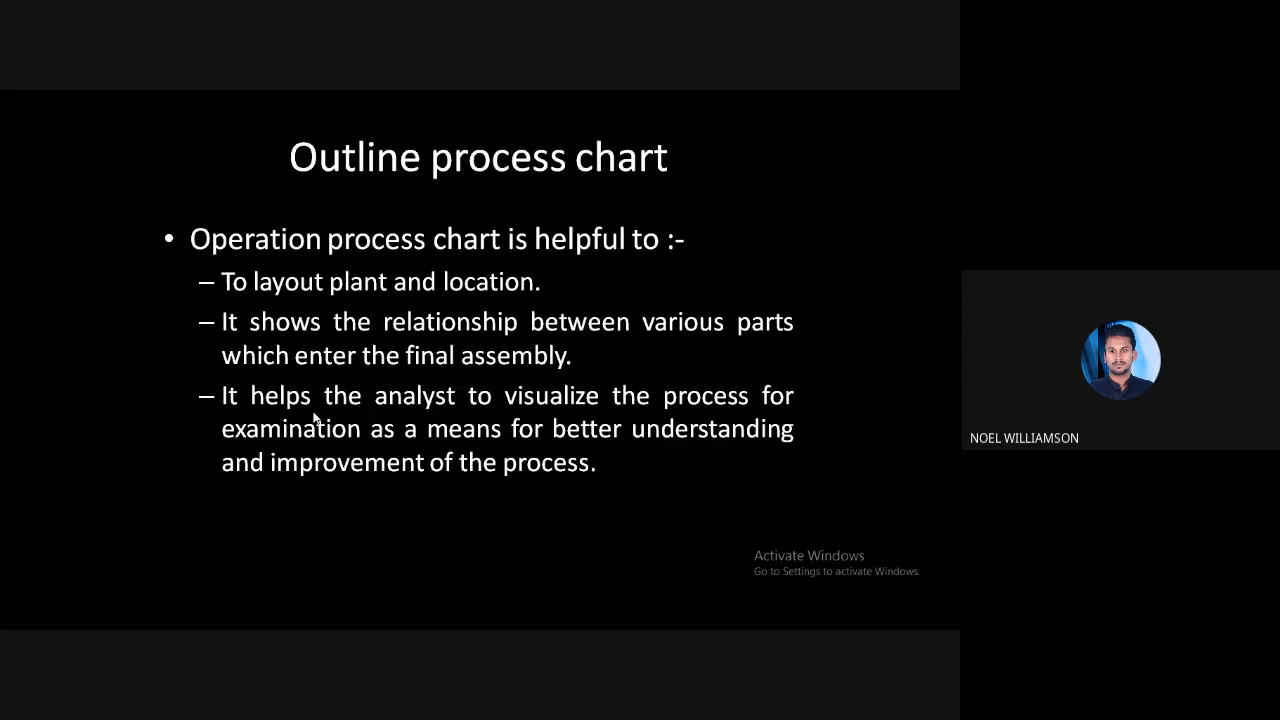 Outline process chart
• Operation process chart is helpful to :-
– To layout plant and location.
– It shows the relationship between various parts
which enter the final assembly.
– It helps the analyst to visualize the process for
examination as a means for better understanding
and improvement of the process.
NOEL WILLIAMSON
Activate Windows
Go to Settings to activate Windows.